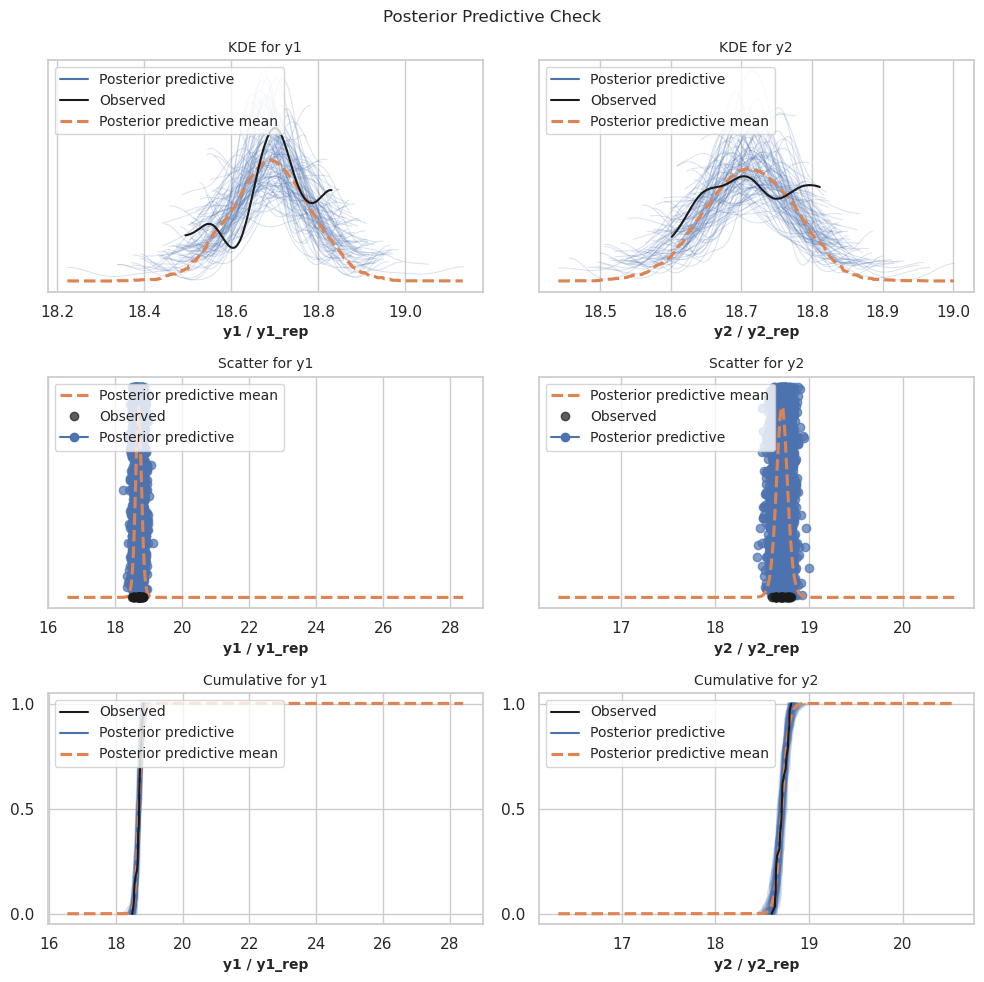 Posterior Predictive Check
KDE for y1
Posterior predictive
Observed
Posterior predictive mean
18.2 18.4 18.6 18.8 19.0
y1 / y1_rep
KDE for y2
Posterior predictive
Observed
Posterior predictive mean
18.5 18.6 18.7 18.8 18.9 19.0
y2 / y2_rep
Scatter for y1
Posterior predictive mean
Observed
Posterior predictive
16 18 20 22 24 26 28
y1 / y1_rep
Scatter for y2
Posterior predictive mean
Observed
Posterior predictive
17 18 19 20
y2 / y2_rep
Cumulative for y1
1.0
Observed
Posterior predictive
Posterior predictive mean
0.5
0.0
16 18 20 22 24 26 28
y1 / y1_rep
Cumulative for y2
1.0
Observed
Posterior predictive
Posterior predictive mean
0.5
0.0
17 18 19 20
y2 / y2_rep